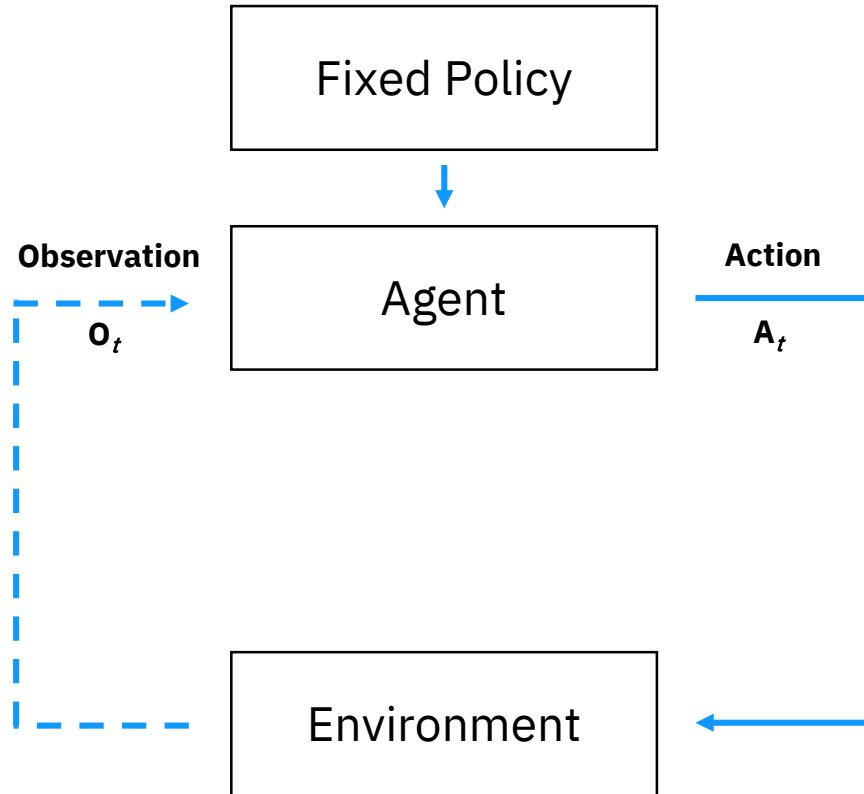 Fixed Policy
Observation
O_t
Agent
Action
A_t
Environment